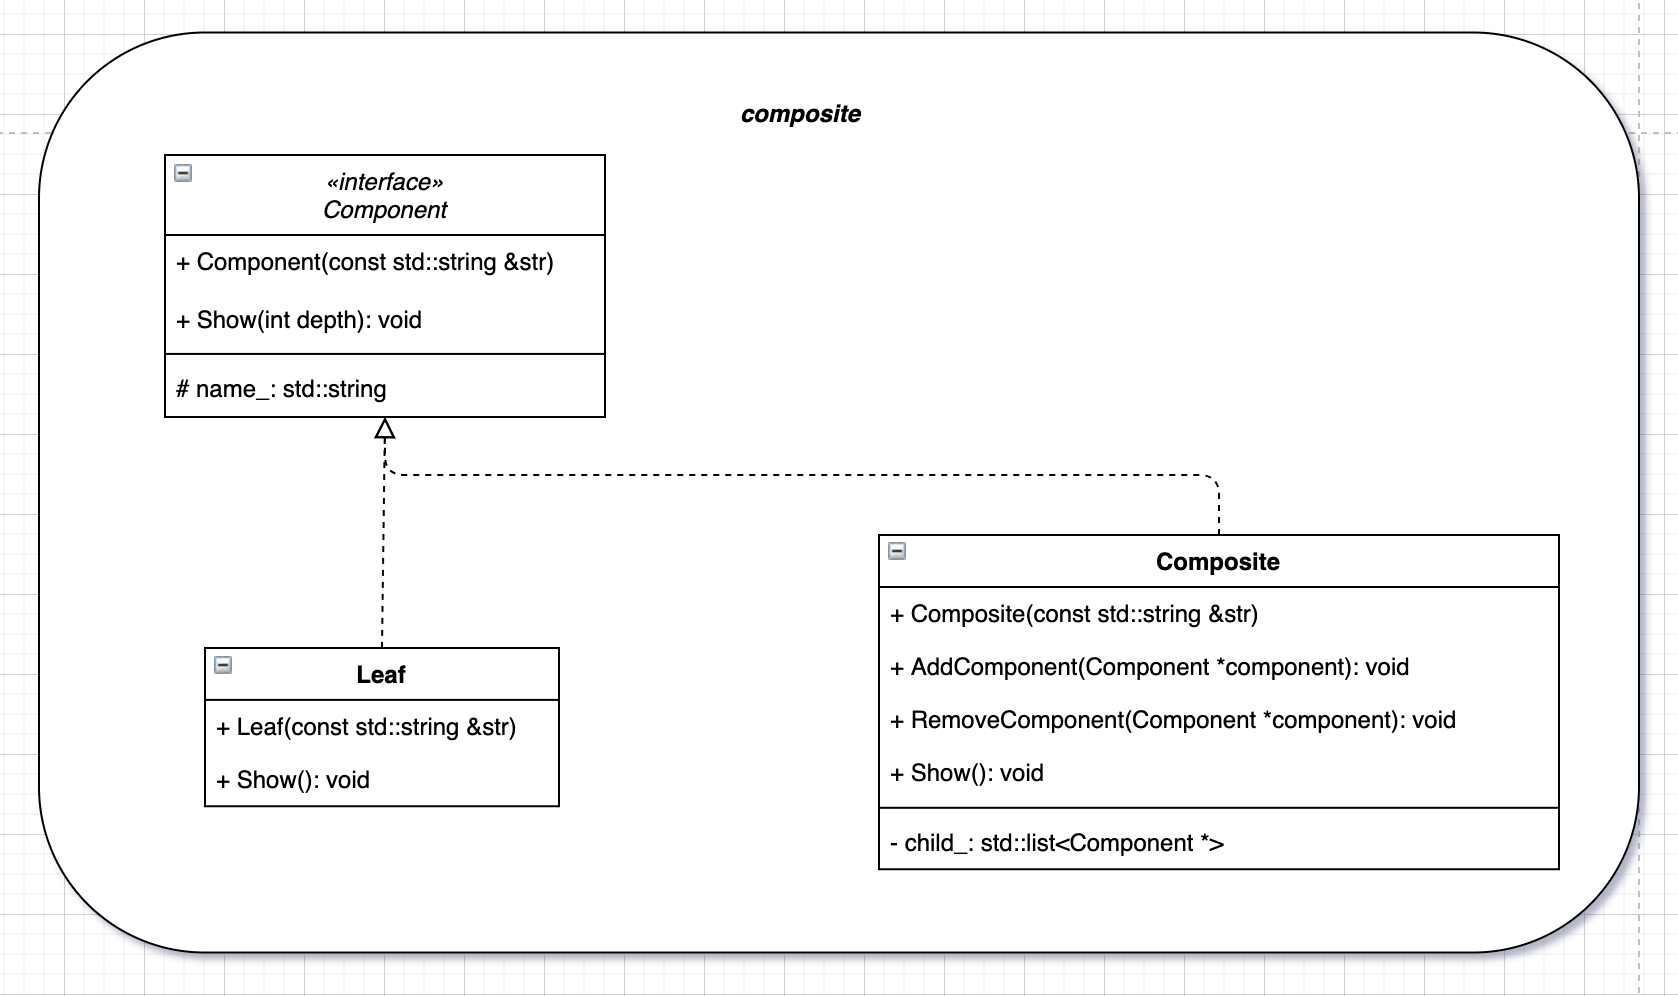 composite
«interface»
Component
+ Component(const std::string &str)
+ Show(int depth): void
# name_: std::string
Leaf
+ Leaf(const std::string &str)
+ Show(): void
Composite
+ Composite(const std::string &str)
+ AddComponent(Component *component): void
+ RemoveComponent(Component *component): void
+ Show(): void
- child_: std::list<Component *>